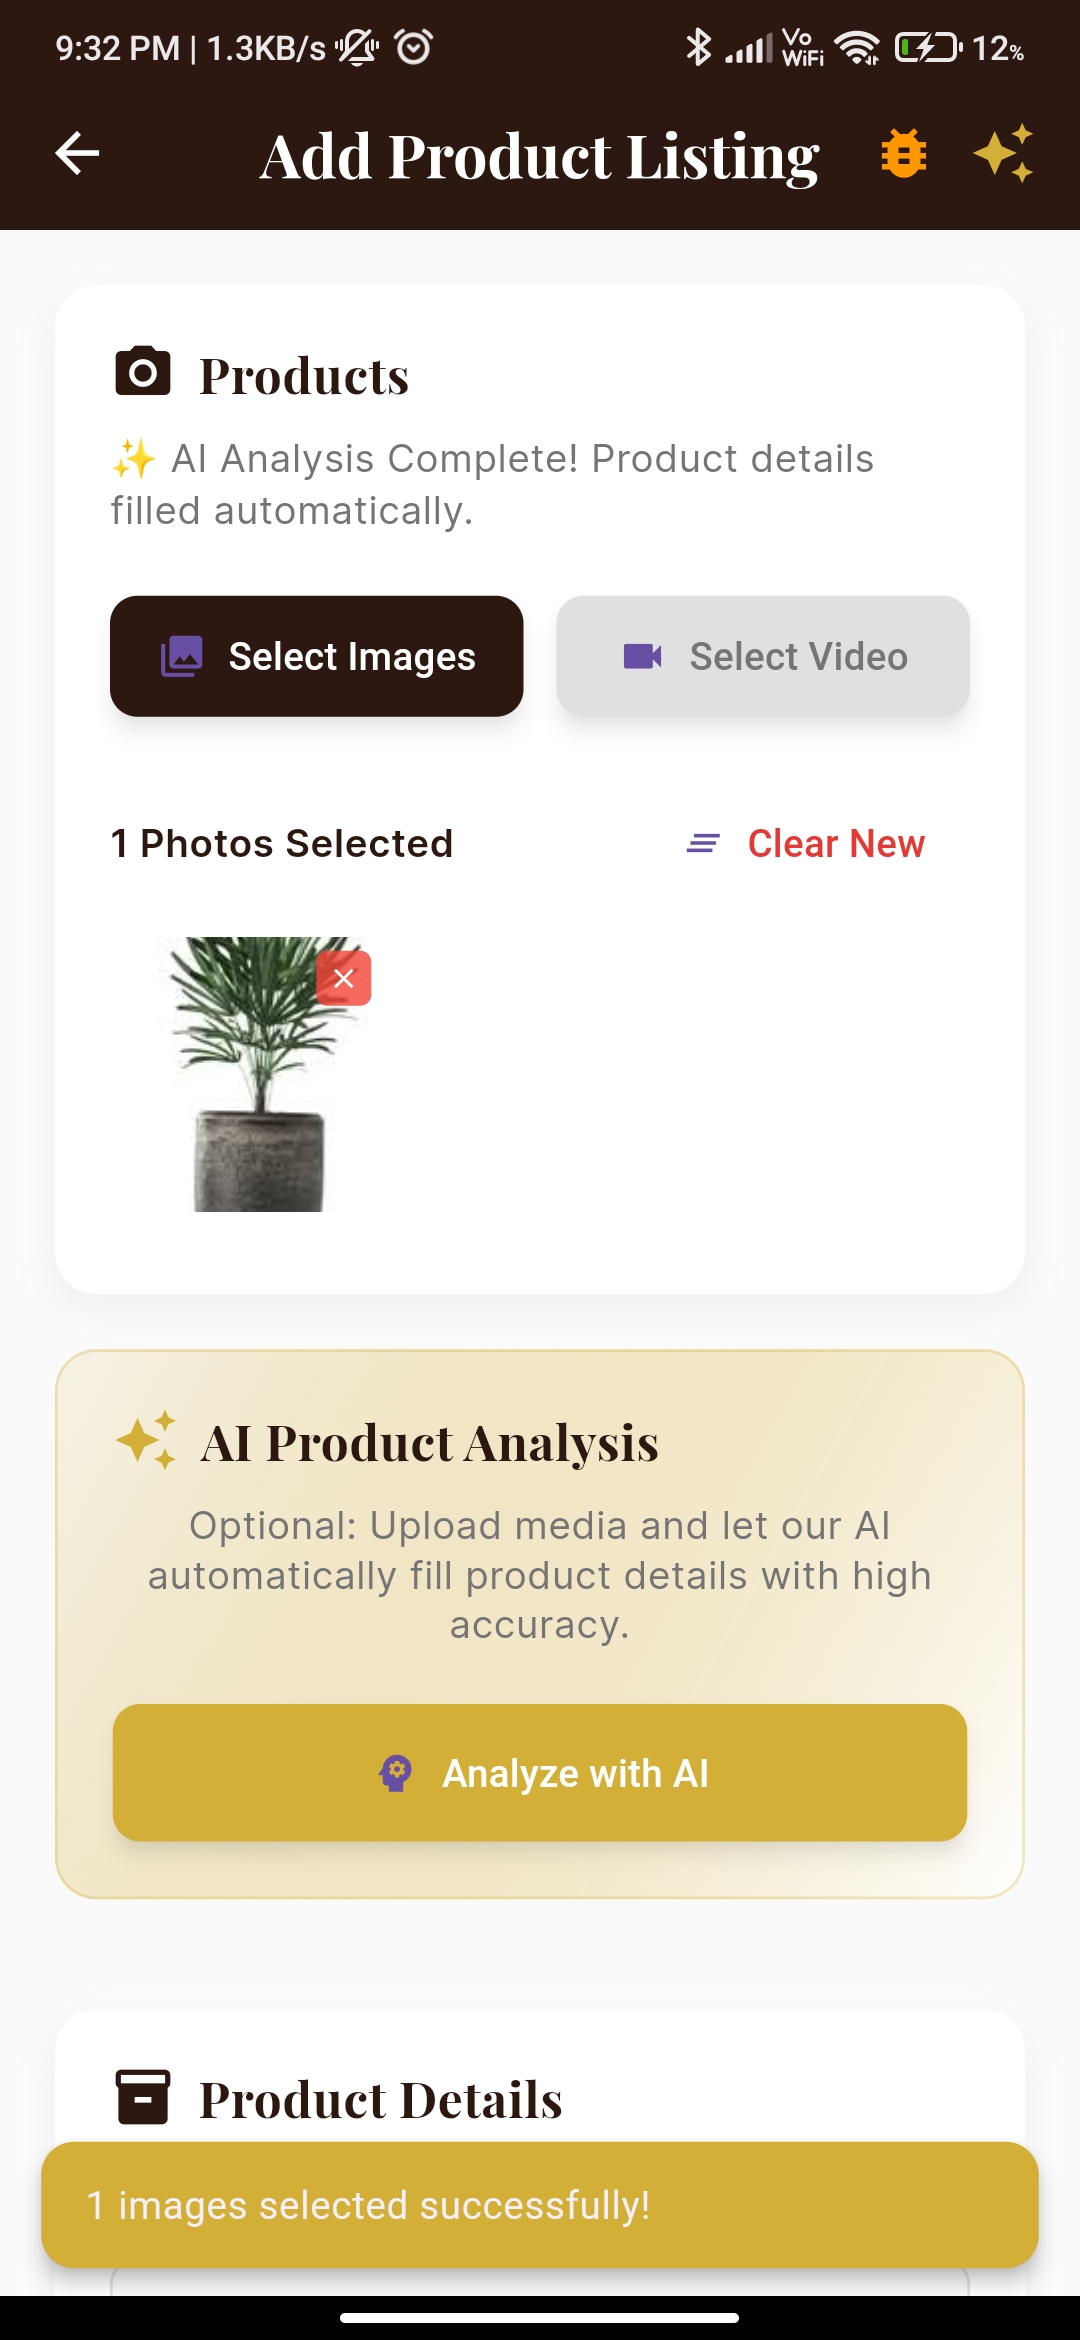 9:32 PM | 1.3KB/s
Vo WiFi
12%
Add Product Listing
Products
✨ AI Analysis Complete! Product details
filled automatically.
Select Images
Select Video
1 Photos Selected
Clear New
AI Product Analysis
Optional: Upload media and let our AI
automatically fill product details with high
accuracy.
Analyze with AI
Product Details
1 images selected successfully!